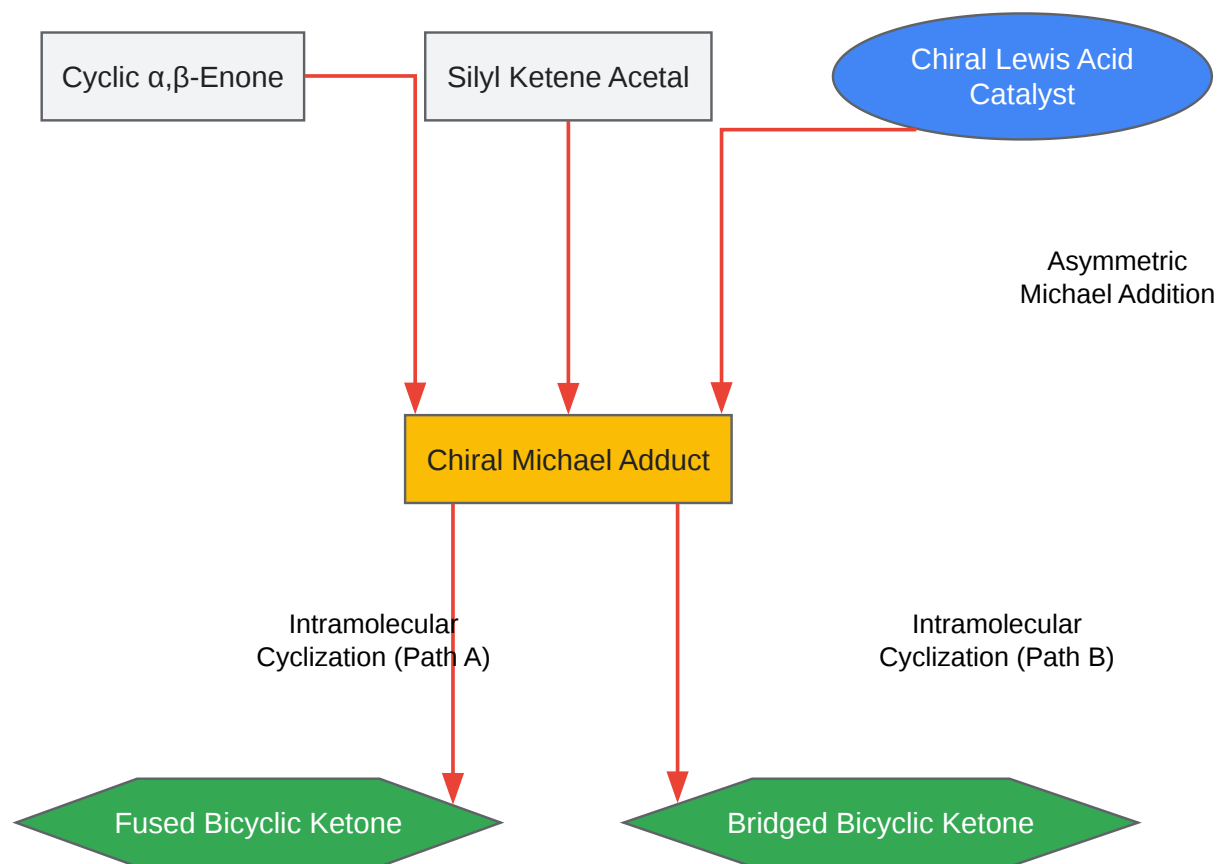 Cyclic α,β-Enone
Silyl Ketene Acetal
Chiral Lewis Acid
Catalyst
Asymmetric
Michael Addition
Chiral Michael Adduct
Intramolecular
Cyclization (Path A)
Intramolecular
Cyclization (Path B)
Fused Bicyclic Ketone
Bridged Bicyclic Ketone